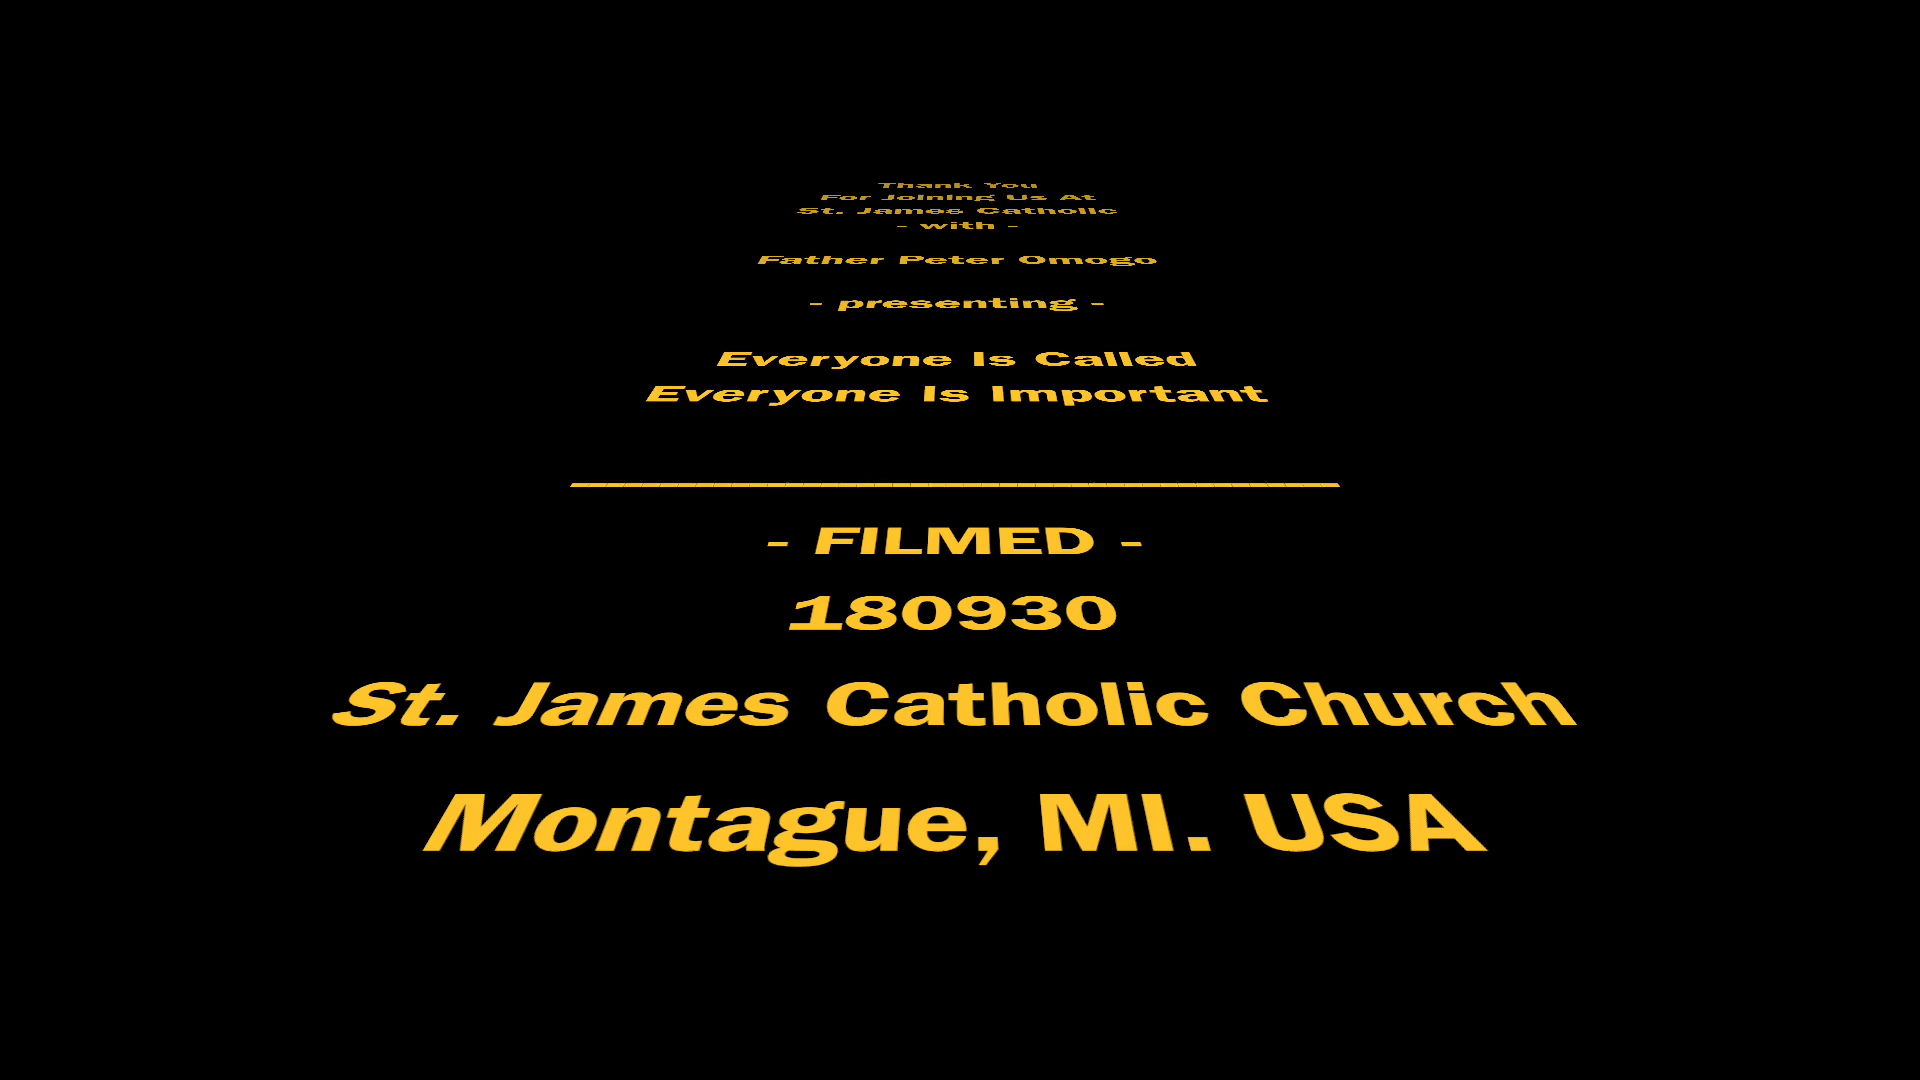 Thank You
For Joining Us At
St. James Catholic
- with -
Father Peter Omogo
- presenting -
Everyone Is Called
Everyone Is Important
- FILMED -
180930
St. James Catholic Church
Montague, MI. USA